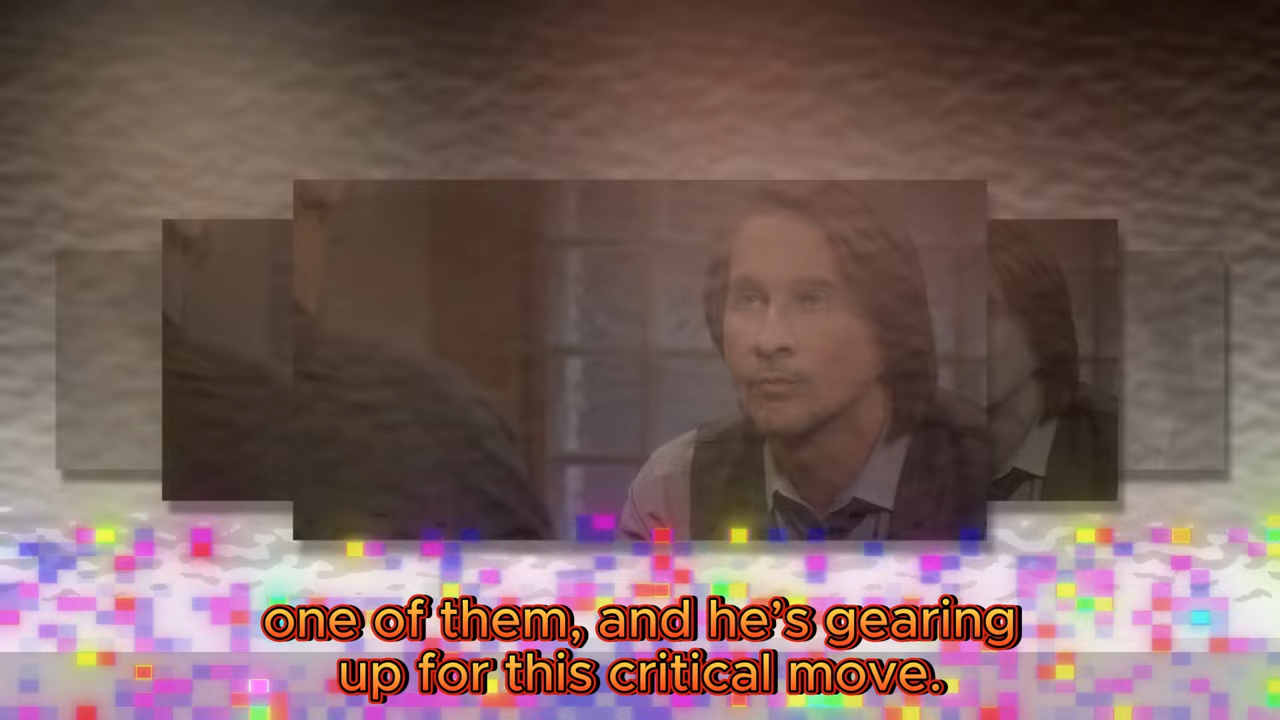 one of them, and he’s gearing
up for this critical move.